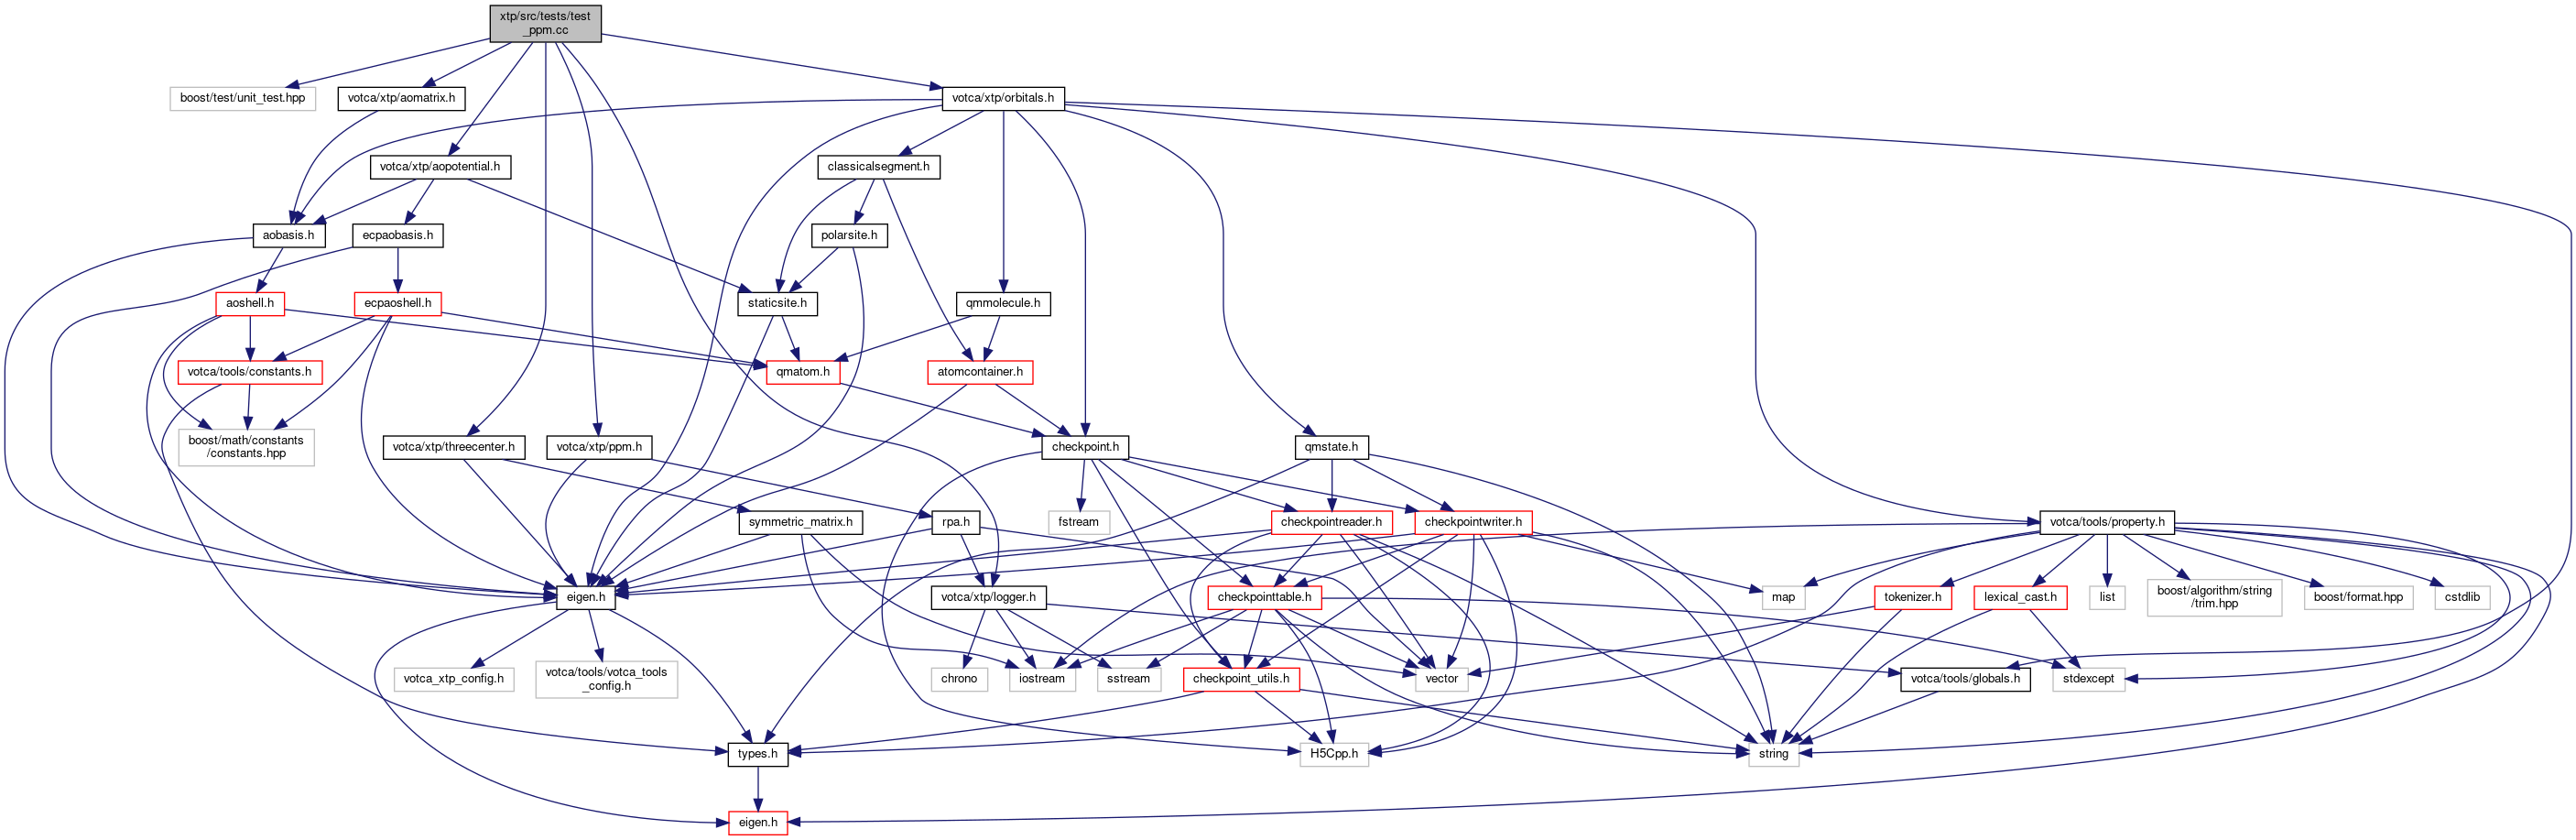 xtp/src/tests/test
_ppm.cc
boost/test/unit_test.hpp
votca/xtp/aomatrix.h
votca/xtp/orbitals.h
votca/xtp/aopotential.h
classicalsegment.h
aobasis.h
ecpaobasis.h
polarsite.h
aoshell.h
ecpaoshell.h
staticsite.h
qmmolecule.h
votca/tools/constants.h
qmatom.h
atomcontainer.h
boost/math/constants
/constants.hpp
votca/xtp/threecenter.h
votca/xtp/ppm.h
checkpoint.h
qmstate.h
symmetric_matrix.h
rpa.h
fstream
checkpointreader.h
checkpointwriter.h
votca/tools/property.h
eigen.h
votca/xtp/logger.h
checkpointtable.h
map
tokenizer.h
lexical_cast.h
list
boost/algorithm/string
/trim.hpp
boost/format.hpp
cstdlib
votca_xtp_config.h
votca/tools/votca_tools
_config.h
chrono
iostream
sstream
checkpoint_utils.h
vector
votca/tools/globals.h
stdexcept
types.h
H5Cpp.h
string
eigen.h